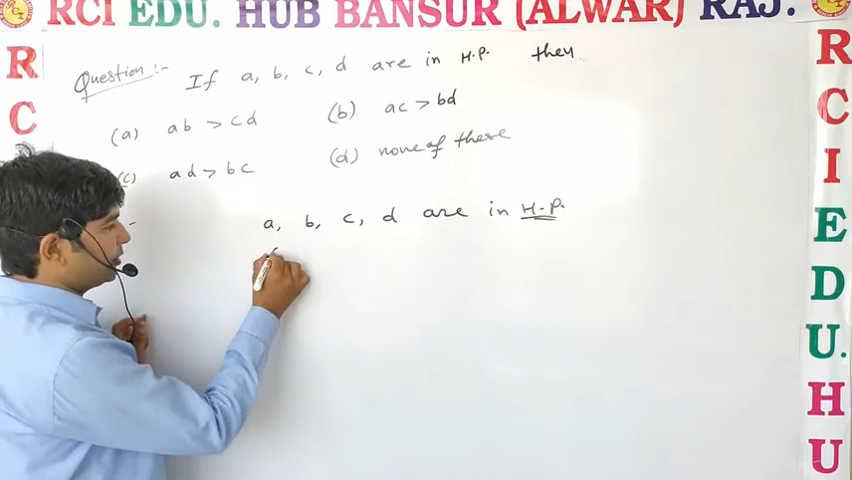 RCI EDU. HUB BANSUR (ALWAR) RAJ.
Question :- If a, b, c, d are in H.P. they
(a) ab > cd (b) ac > bd
(c) ad > bc (d) none of these
a, b, c, d are in H.P.
R
C
R
C
I
E
D
U.
H
U